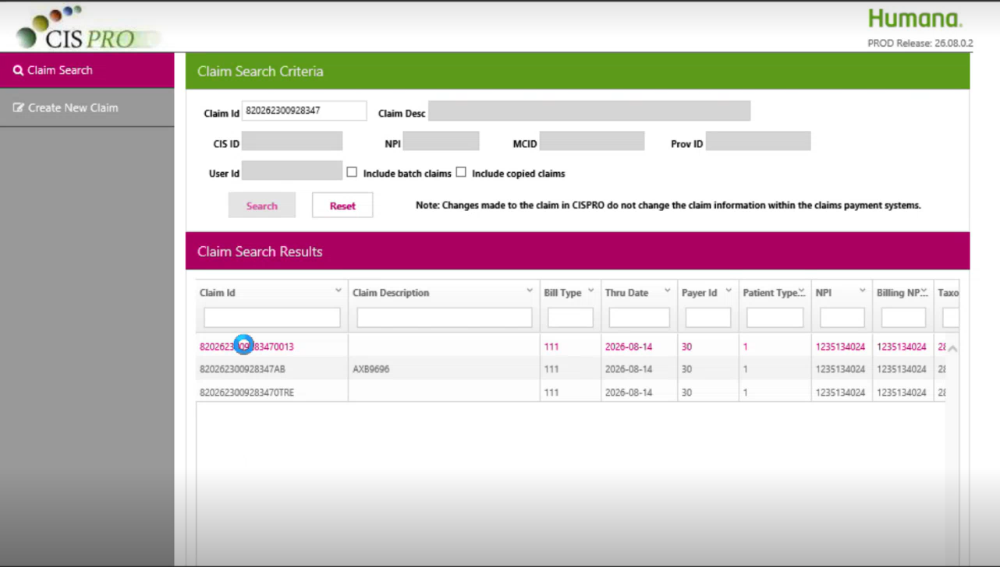 CIS PRO
Humana.
PROD Release: 26.08.0.2
Claim Search
Create New Claim
Claim Search Criteria
Claim Id 820262300928347 Claim Desc
CIS ID NPI MCID Prov ID
User Id Include batch claims Include copied claims
Search Reset Note: Changes made to the claim in CISPRO do not change the claim information within the claims payment systems.
Claim Search Results
Claim Id Claim Description Bill Type Thru Date Payer Id Patient Type... NPI Billing NP... Taxo
8202623009283470013 111 2026-08-14 30 1 1235134024 1235134024 28
820262300928347AB AXB9696 111 2026-08-14 30 1 1235134024 1235134024 28
8202623009283470TRE 111 2026-08-14 30 1 1235134024 1235134024 28